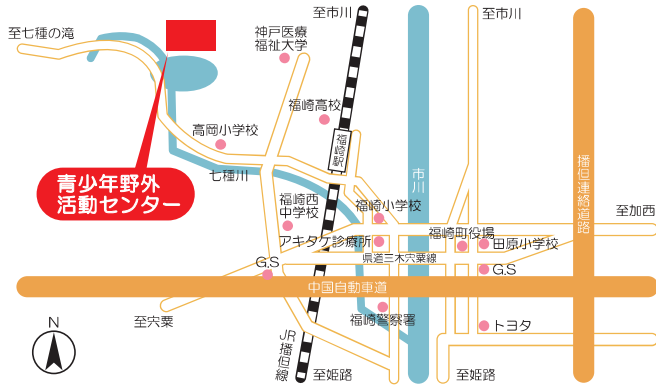 至市川
至市川
至七種の滝
神戸医療
福祉大学
福崎高校
高岡小学校
福崎駅
七種川
市川
播但連絡道路
青少年野外
活動センター
福崎西
中学校
福崎小学校
至加西
アキタケ診療所
福崎町役場
田原小学校
県道三木宍粟線
G.S
G.S
中国自動車道
至宍粟
福崎警察署
トヨタ
N
JR播但線
至姫路
至姫路